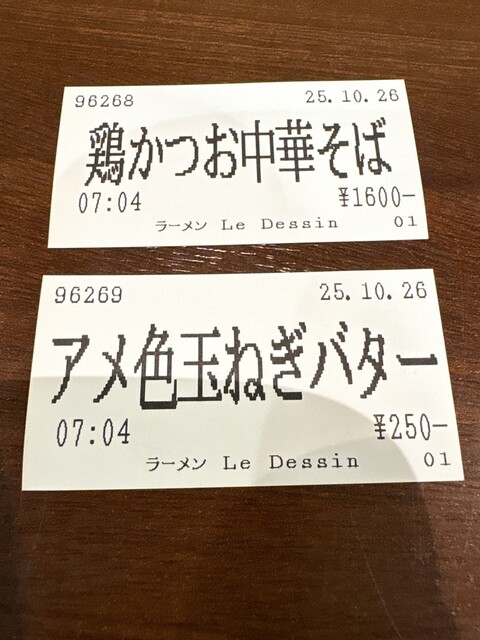 96268 25.10.26
鶏かつお中華そば
07:04 ¥1600-
ラーメン Le Dessin 01
96269 25.10.26
アメ色玉ねぎバター
07:04 ¥250-
ラーメン Le Dessin 01